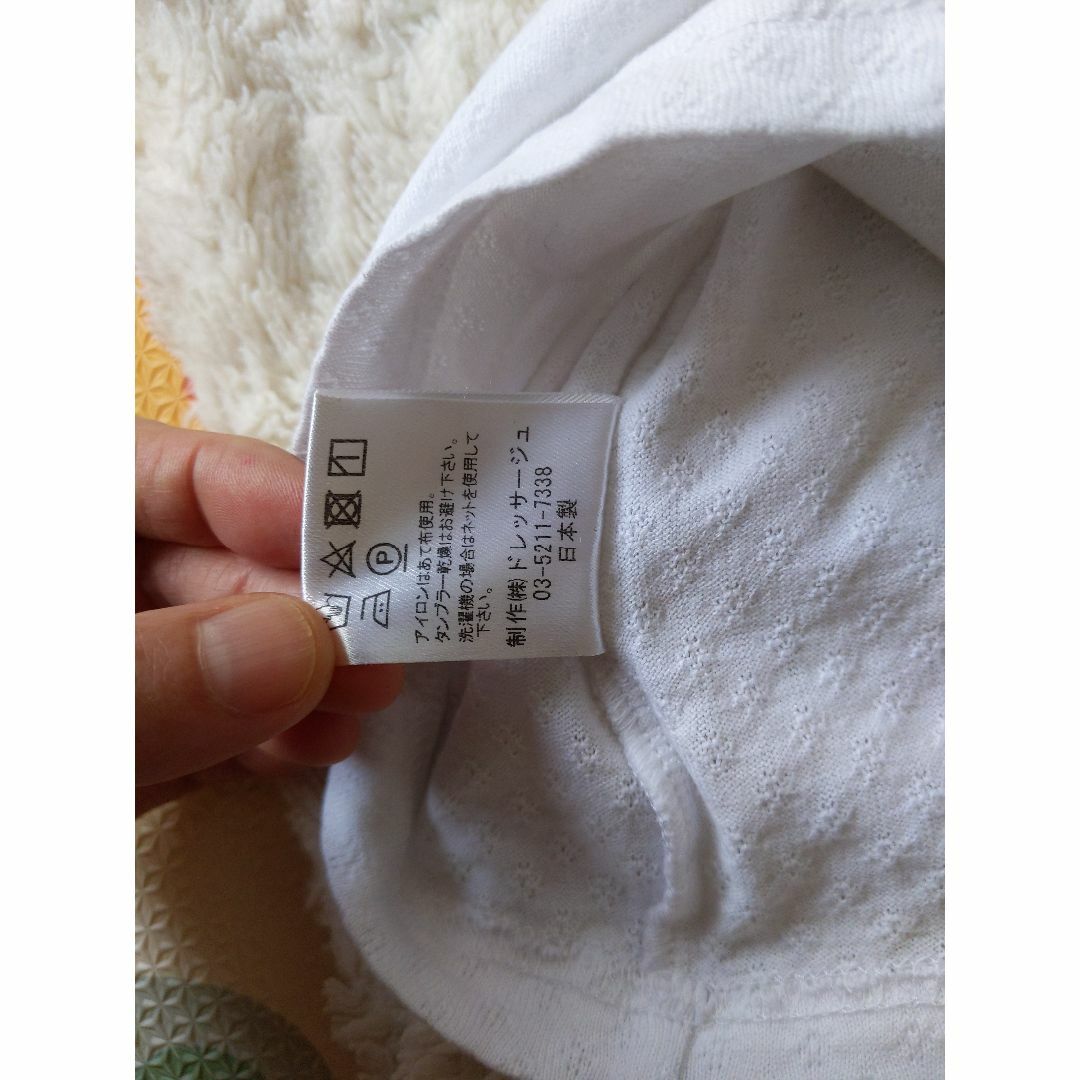 アイロンはあて布使用。
タンブラー乾燥はお避け下さい。
洗濯機の場合はネットを使用して
下さい。
制作(株)ドレッサージュ
03-5211-7338
日本製